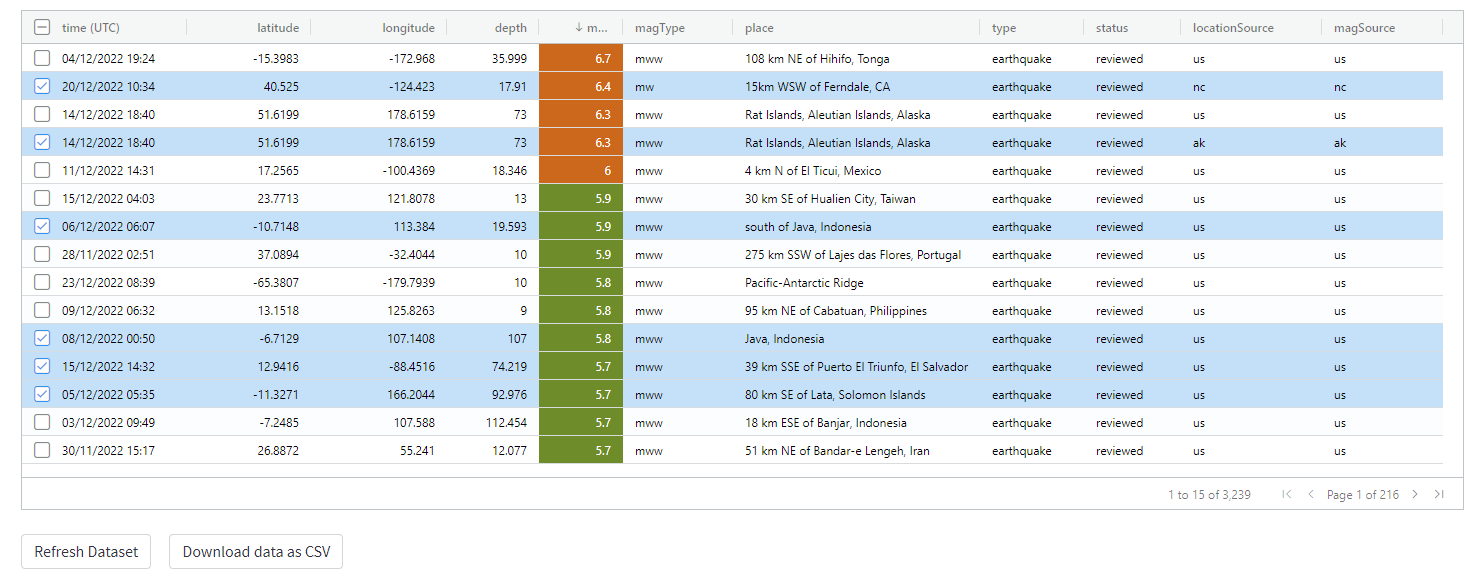 time (UTC) latitude longitude depth ↓ m... magType place type status locationSource magSource
04/12/2022 19:24 -15.3983 -172.968 35.999 6.7 mww 108 km NE of Hihifo, Tonga earthquake reviewed us us
20/12/2022 10:34 40.525 -124.423 17.91 6.4 mw 15km WSW of Ferndale, CA earthquake reviewed nc nc
14/12/2022 18:40 51.6199 178.6159 73 6.3 mww Rat Islands, Aleutian Islands, Alaska earthquake reviewed us us
14/12/2022 18:40 51.6199 178.6159 73 6.3 mww Rat Islands, Aleutian Islands, Alaska earthquake reviewed ak ak
11/12/2022 14:31 17.2565 -100.4369 18.346 6 mww 4 km N of El Ticui, Mexico earthquake reviewed us us
15/12/2022 04:03 23.7713 121.8078 13 5.9 mww 30 km SE of Hualien City, Taiwan earthquake reviewed us us
06/12/2022 06:07 -10.7148 113.384 19.593 5.9 mww south of Java, Indonesia earthquake reviewed us us
28/11/2022 02:51 37.0894 -32.4044 10 5.9 mww 275 km SSW of Lajes das Flores, Portugal earthquake reviewed us us
23/12/2022 08:39 -65.3807 -179.7939 10 5.8 mww Pacific-Antarctic Ridge earthquake reviewed us us
09/12/2022 06:32 13.1518 125.8263 9 5.8 mww 95 km NE of Cabatuan, Philippines earthquake reviewed us us
08/12/2022 00:50 -6.7129 107.1408 107 5.8 mww Java, Indonesia earthquake reviewed us us
15/12/2022 14:32 12.9416 -88.4516 74.219 5.7 mww 39 km SSE of Puerto El Triunfo, El Salvador earthquake reviewed us us
05/12/2022 05:35 -11.3271 166.2044 92.976 5.7 mww 80 km SE of Lata, Solomon Islands earthquake reviewed us us
03/12/2022 09:49 -7.2485 107.588 112.454 5.7 mww 18 km ESE of Banjar, Indonesia earthquake reviewed us us
30/11/2022 15:17 26.8872 55.241 12.077 5.7 mww 51 km NE of Bandar-e Lengeh, Iran earthquake reviewed us us
1 to 15 of 3,239 Page 1 of 216
Refresh Dataset Download data as CSV